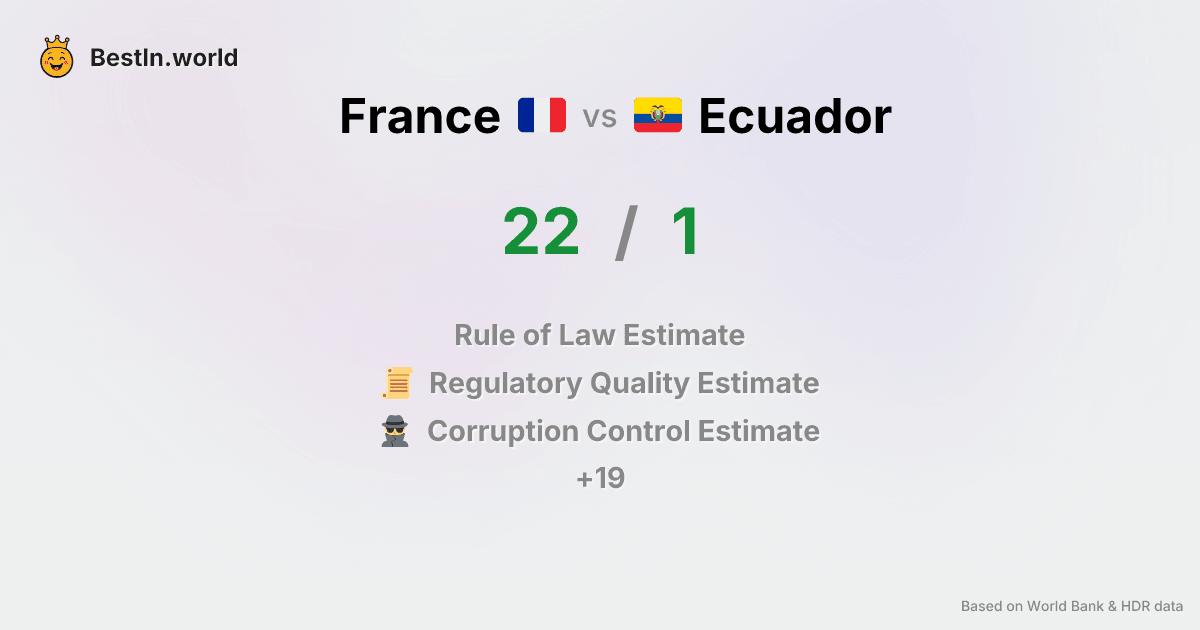 BestIn.world
France vs Ecuador
22 / 1
Rule of Law Estimate
Regulatory Quality Estimate
Corruption Control Estimate
+19
Based on World Bank & HDR data